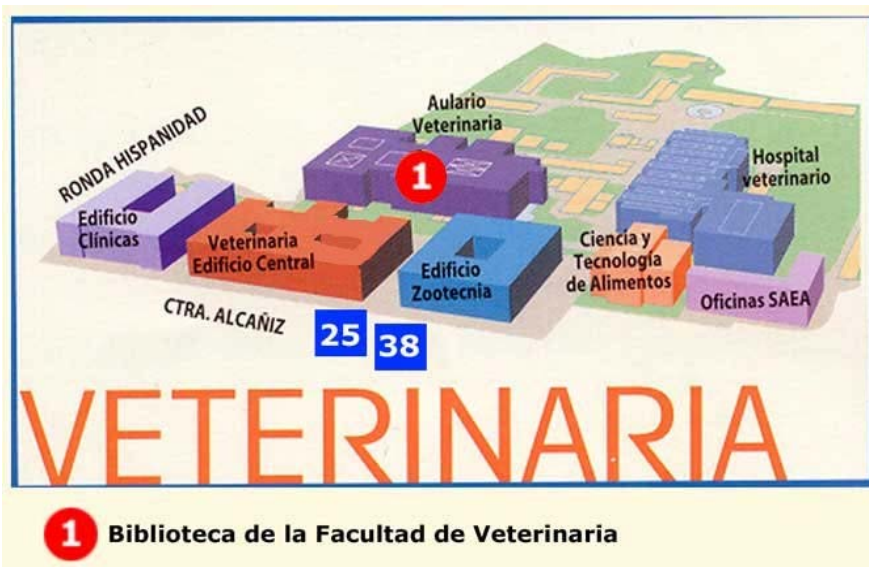 RONDA HISPANIDAD
Aulario
Veterinaria
1
Hospital
veterinario
Edificio
Clínicas
Veterinaria
Edificio Central
Edificio
Zootecnia
Ciencia y
Tecnología
de Alimentos
Oficinas SAEA
CTRA. ALCAÑIZ
25
38
VETERINARIA
1 Biblioteca de la Facultad de Veterinaria